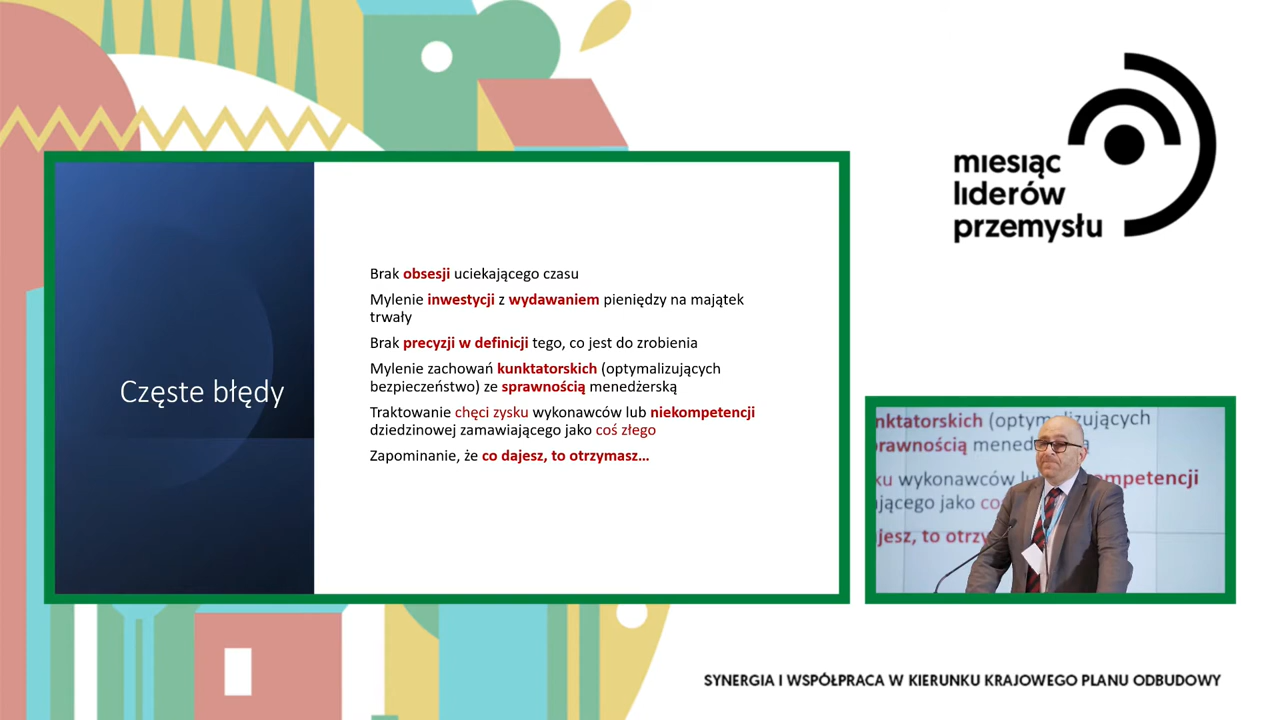 miesiąc
liderów
przemysłu
Częste błędy
Brak obsesji uciekającego czasu
Mylenie inwestycji z wydawaniem pieniędzy na majątek
trwały
Brak precyzji w definicji tego, co jest do zrobienia
Mylenie zachowań kunktatorskich (optymalizujących
bezpieczeństwo) ze sprawnością menedżerską
Traktowanie chęci zysku wykonawców lub niekompetencji
dziedzinowej zamawiającego jako coś złego
Zapominanie, że co dajesz, to otrzymasz...
nktatorskich (optymalizujących
prawnością mened
ku wykonawców lu mpetencji
ającego jako co
jesz, to otrzy
SYNERGIA I WSPÓŁPRACA W KIERUNKU KRAJOWEGO PLANU ODBUDOWY